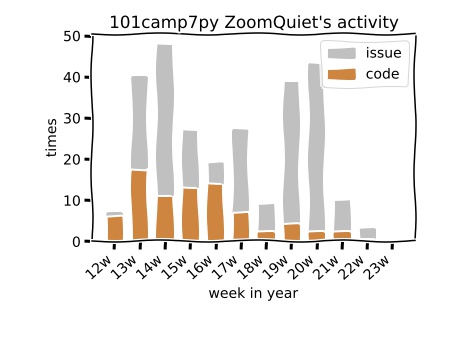 101camp7py ZoomQuiet's activity
issue
code
times
50
40
30
20
10
0
12w 13w 14w 15w 16w 17w 18w 19w 20w 21w 22w 23w
week in year